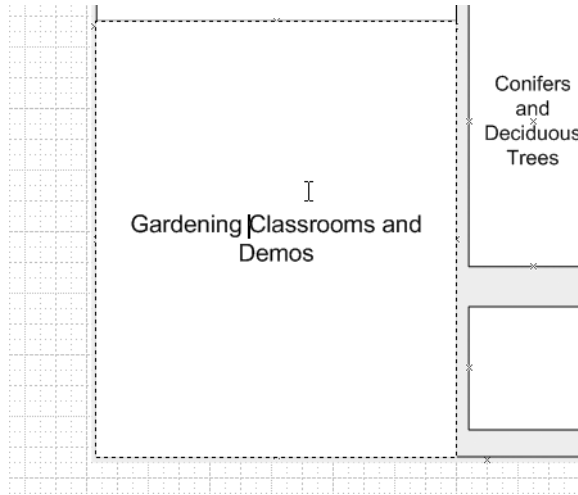 Conifers
and
Deciduous
Trees
Gardening Classrooms and
Demos